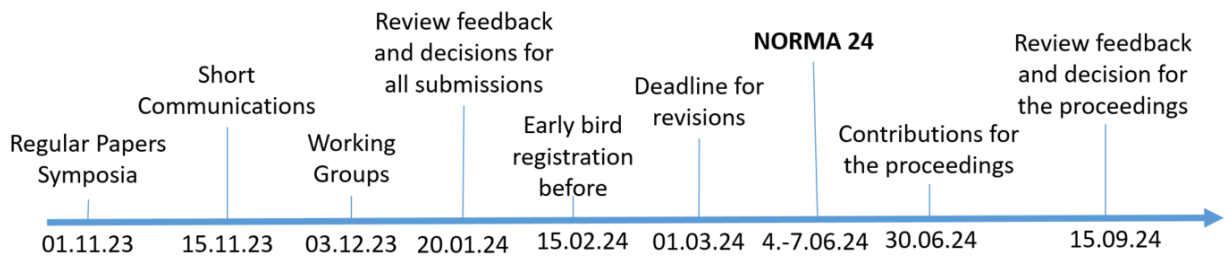 Regular Papers
Symposia
Short
Communications
Working
Groups
Review feedback
and decisions for
all submissions
Early bird
registration
before
Deadline for
revisions
NORMA 24
Contributions for
the proceedings
Review feedback
and decision for
the proceedings
01.11.23
15.11.23
03.12.23
20.01.24
15.02.24
01.03.24
4.-7.06.24
30.06.24
15.09.24